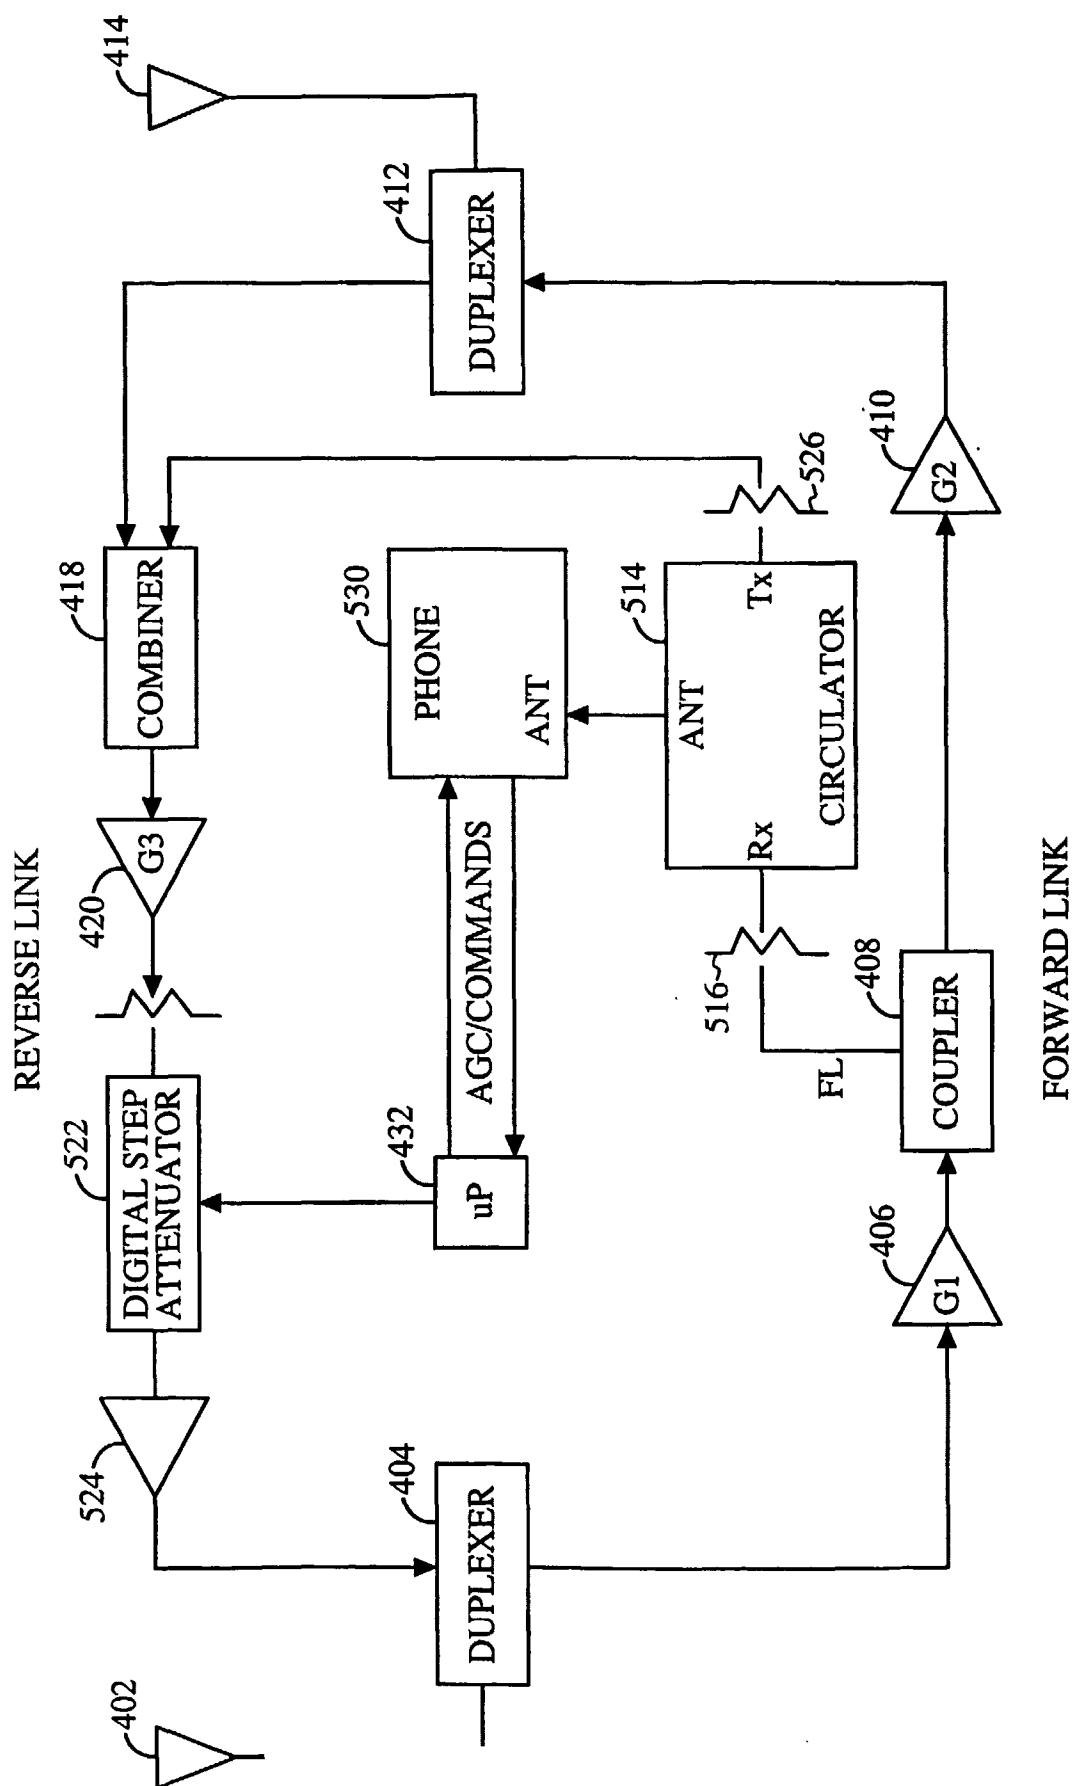 REVERSE LINK
402
524
522
DIGITAL STEP
ATTENUATOR
420
G3
418
COMBINER
414
404
DUPLEXER
432
uP
AGC/COMMANDS
530
PHONE
ANT
412
DUPLEXER
516
514
ANT
Rx
Tx
CIRCULATOR
526
FL
406
G1
408
COUPLER
410
G2
FORWARD LINK